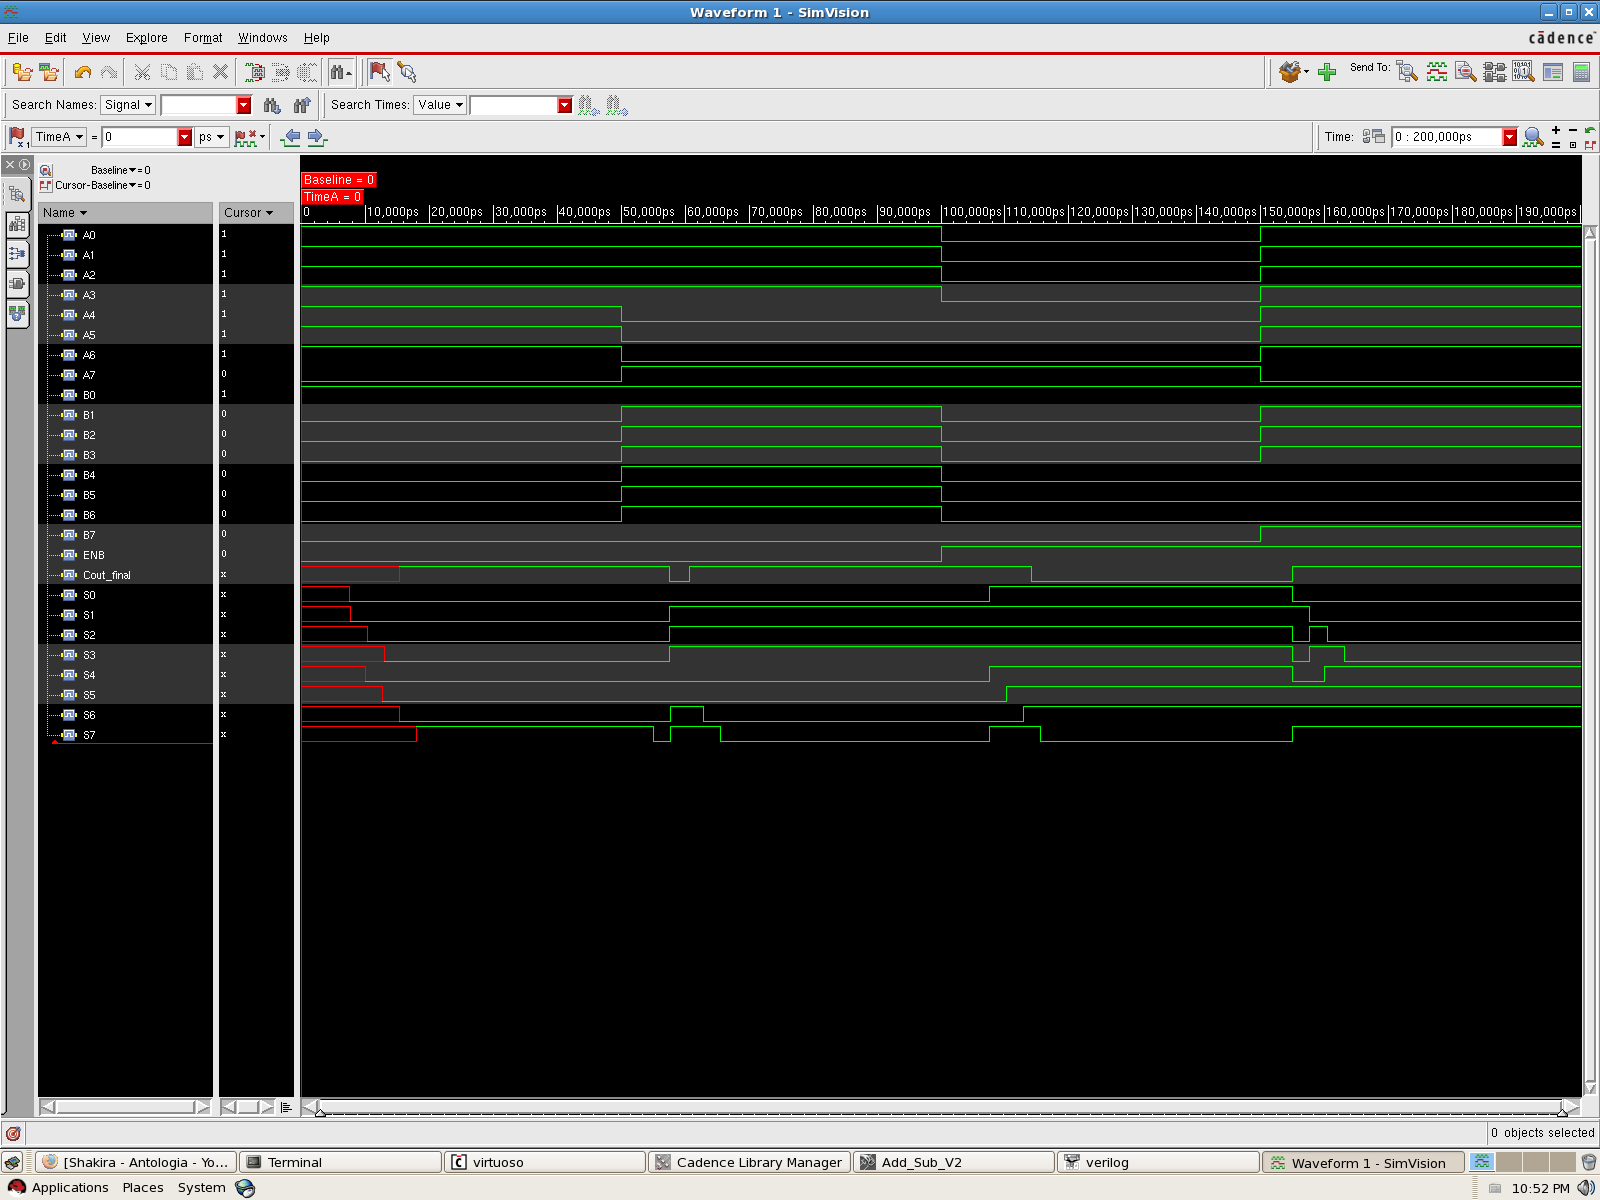 Waveform 1 - SimVision
File Edit View Explore Format Windows Help
cādence
Send To:
Search Names: Signal Search Times: Value
TimeA = 0 ps Time: 0 : 200,000ps
Baseline = 0
Cursor-Baseline = 0
Baseline = 0
TimeA = 0
Name Cursor
0 10,000ps 20,000ps 30,000ps 40,000ps 50,000ps 60,000ps 70,000ps 80,000ps 90,000ps 100,000ps 110,000ps 120,000ps 130,000ps 140,000ps 150,000ps 160,000ps 170,000ps 180,000ps 190,000ps
A0 1
A1 1
A2 1
A3 1
A4 1
A5 1
A6 1
A7 0
B0 1
B1 0
B2 0
B3 0
B4 0
B5 0
B6 0
B7 0
ENB 0
Cout_final x
S0 x
S1 x
S2 x
S3 x
S4 x
S5 x
S6 x
S7 x
0 objects selected
[Shakira - Antologia - Yo... Terminal virtuoso Cadence Library Manager Add_Sub_V2 verilog Waveform 1 - SimVision
Applications Places System 10:52 PM